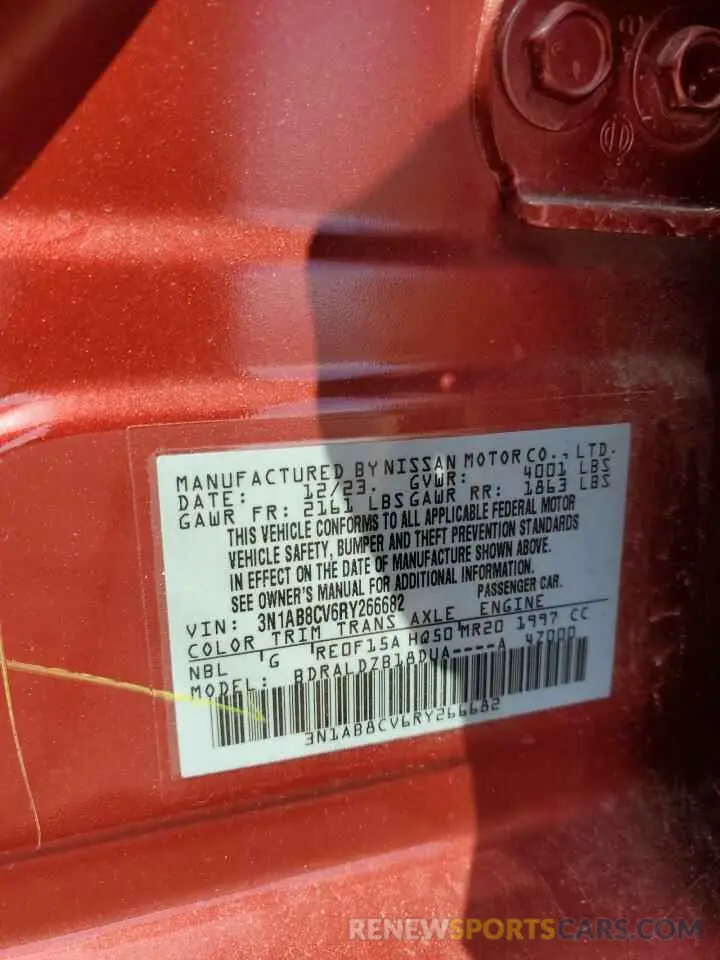 MANUFACTURED BY NISSAN MOTOR CO., LTD.
DATE: 12/23. GVWR: 4001 LBS
GAWR FR: 2161 LBS GAWR RR: 1863 LBS
THIS VEHICLE CONFORMS TO ALL APPLICABLE FEDERAL MOTOR
VEHICLE SAFETY, BUMPER AND THEFT PREVENTION STANDARDS
IN EFFECT ON THE DATE OF MANUFACTURE SHOWN ABOVE.
SEE OWNER'S MANUAL FOR ADDITIONAL INFORMATION.
VIN: 3N1AB8CV6RY266682 PASSENGER CAR.
COLOR TRIM TRANS AXLE ENGINE
NBL 'G 'RE0F15A HQ50'MR20 1997 CC
MODEL: BDRALDZB18DUA----A 47000
3N1AB8CV6RY266682
RENEWSPORTSCARS.COM